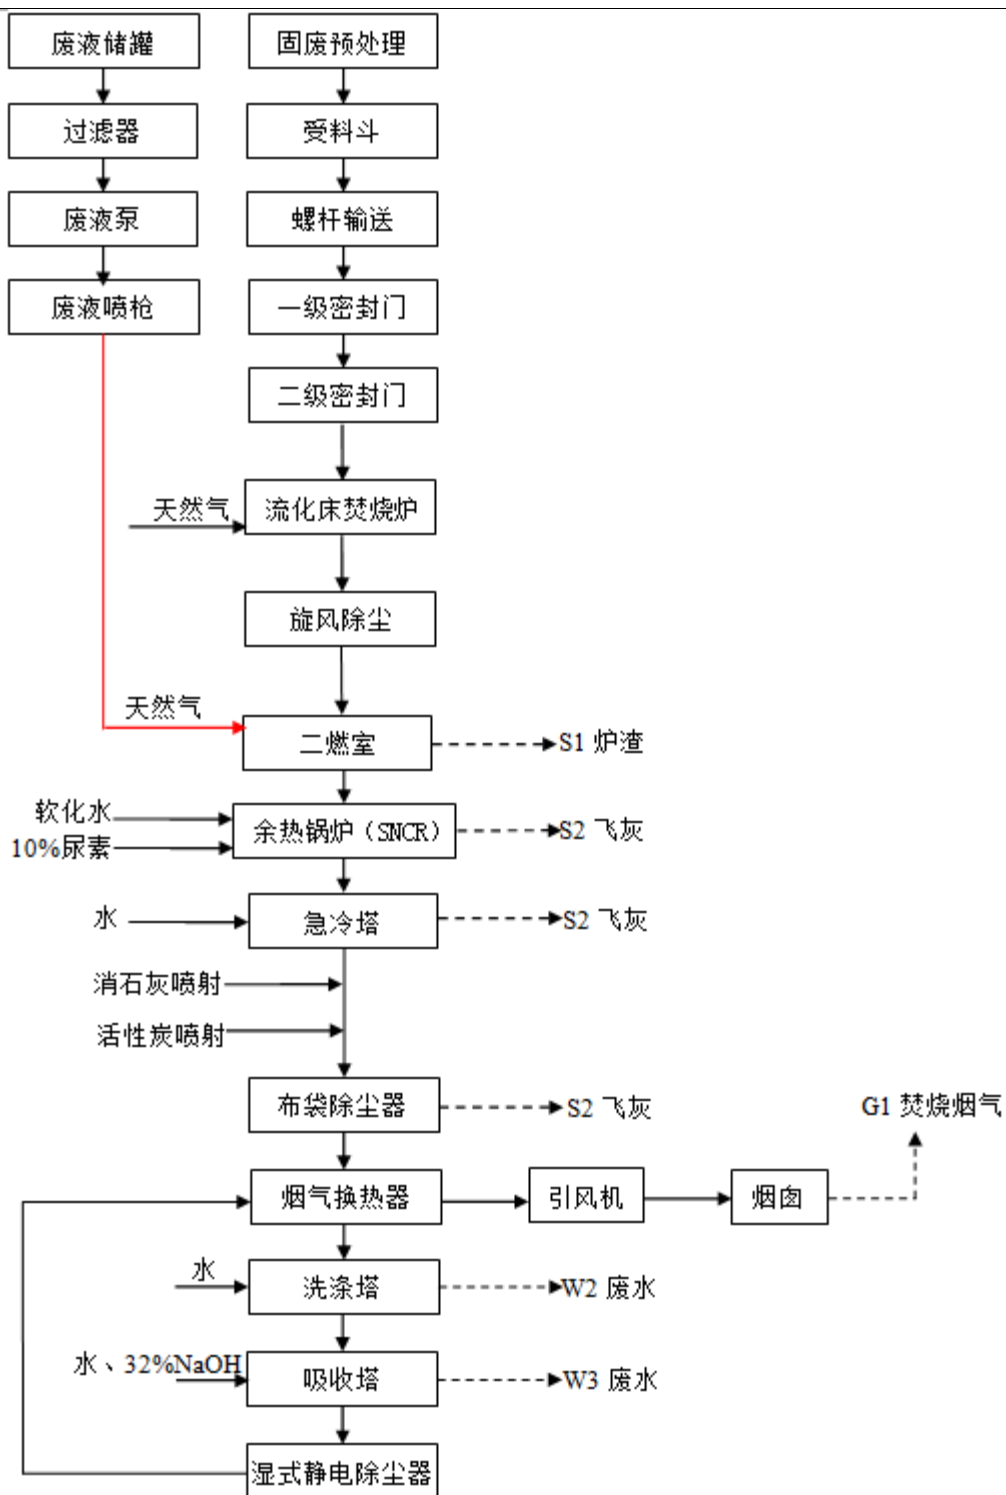 废液储罐
固废预处理
过滤器
受料斗
废液泵
螺杆输送
废液喷枪
一级密封门
二级密封门
天然气
流化床焚烧炉
旋风除尘
天然气
二燃室
S1 炉渣
软化水
10%尿素
余热锅炉（SNCR）
S2 飞灰
水
急冷塔
S2 飞灰
消石灰喷射
活性炭喷射
布袋除尘器
S2 飞灰
G1 焚烧烟气
烟气换热器
引风机
烟囱
水
洗涤塔
W2 废水
水、32%NaOH
吸收塔
W3 废水
湿式静电除尘器